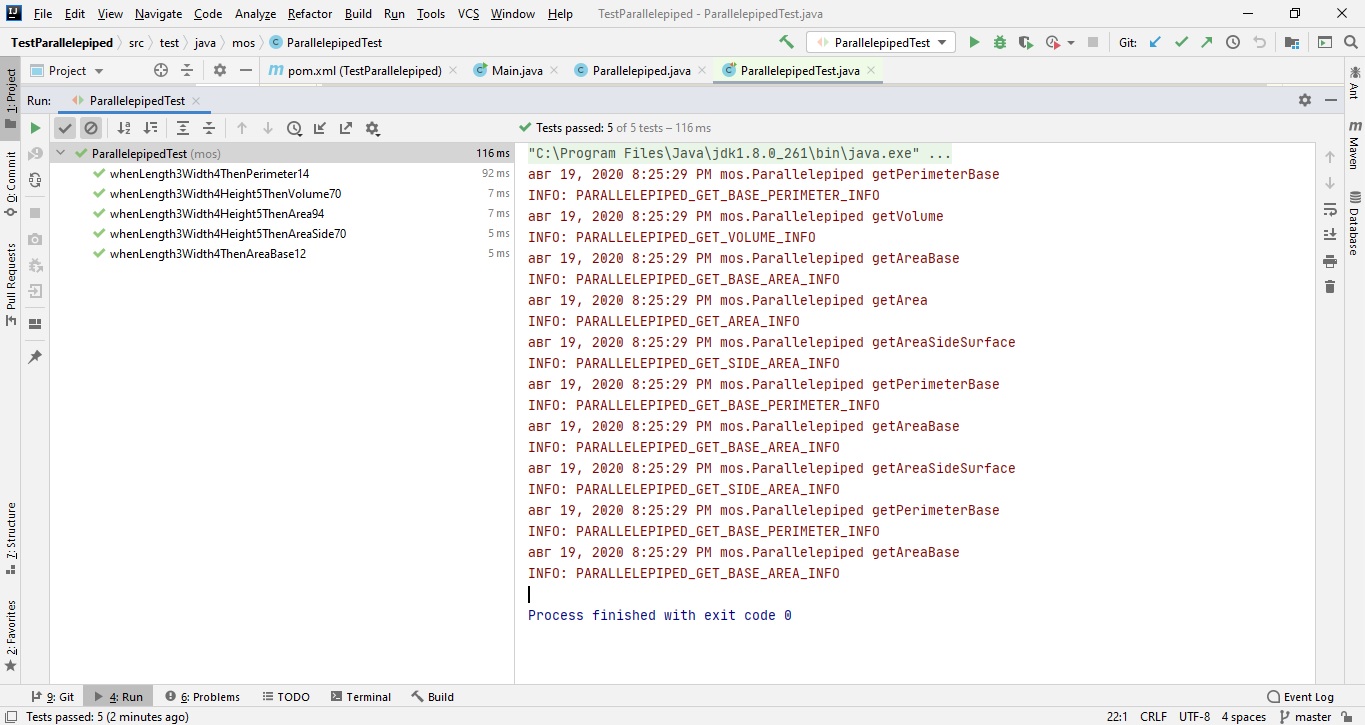 File Edit View Navigate Code Analyze Refactor Build Run Tools VCS Window Help TestParallelepiped - ParallelepipedTest.java
TestParallelepiped src test java mos ParallelepipedTest ParallelepipedTest Git:
Project pom.xml (TestParallelepiped) Main.java Parallelepiped.java ParallelepipedTest.java
Run: ParallelepipedTest
Tests passed: 5 of 5 tests – 116 ms
ParallelepipedTest (mos) 116 ms
whenLength3Width4ThenPerimeter14 92 ms
whenLength3Width4Height5ThenVolume70 7 ms
whenLength3Width4Height5ThenArea94 7 ms
whenLength3Width4Height5ThenAreaSide70 5 ms
whenLength3Width4ThenAreaBase12 5 ms
"C:\Program Files\Java\jdk1.8.0_261\bin\java.exe" ...
авг 19, 2020 8:25:29 PM mos.Parallelepiped getPerimeterBase
INFO: PARALLELEPIPED_GET_BASE_PERIMETER_INFO
авг 19, 2020 8:25:29 PM mos.Parallelepiped getVolume
INFO: PARALLELEPIPED_GET_VOLUME_INFO
авг 19, 2020 8:25:29 PM mos.Parallelepiped getAreaBase
INFO: PARALLELEPIPED_GET_BASE_AREA_INFO
авг 19, 2020 8:25:29 PM mos.Parallelepiped getArea
INFO: PARALLELEPIPED_GET_AREA_INFO
авг 19, 2020 8:25:29 PM mos.Parallelepiped getAreaSideSurface
INFO: PARALLELEPIPED_GET_SIDE_AREA_INFO
авг 19, 2020 8:25:29 PM mos.Parallelepiped getPerimeterBase
INFO: PARALLELEPIPED_GET_BASE_PERIMETER_INFO
авг 19, 2020 8:25:29 PM mos.Parallelepiped getAreaBase
INFO: PARALLELEPIPED_GET_BASE_AREA_INFO
авг 19, 2020 8:25:29 PM mos.Parallelepiped getAreaSideSurface
INFO: PARALLELEPIPED_GET_SIDE_AREA_INFO
авг 19, 2020 8:25:29 PM mos.Parallelepiped getPerimeterBase
INFO: PARALLELEPIPED_GET_BASE_PERIMETER_INFO
авг 19, 2020 8:25:29 PM mos.Parallelepiped getAreaBase
INFO: PARALLELEPIPED_GET_BASE_AREA_INFO
Process finished with exit code 0
1: Project
0: Commit
Pull Requests
7: Structure
2: Favorites
Ant
Maven
Database
9: Git 4: Run 6: Problems TODO Terminal Build Event Log
Tests passed: 5 (2 minutes ago) 22:1 CRLF UTF-8 4 spaces master